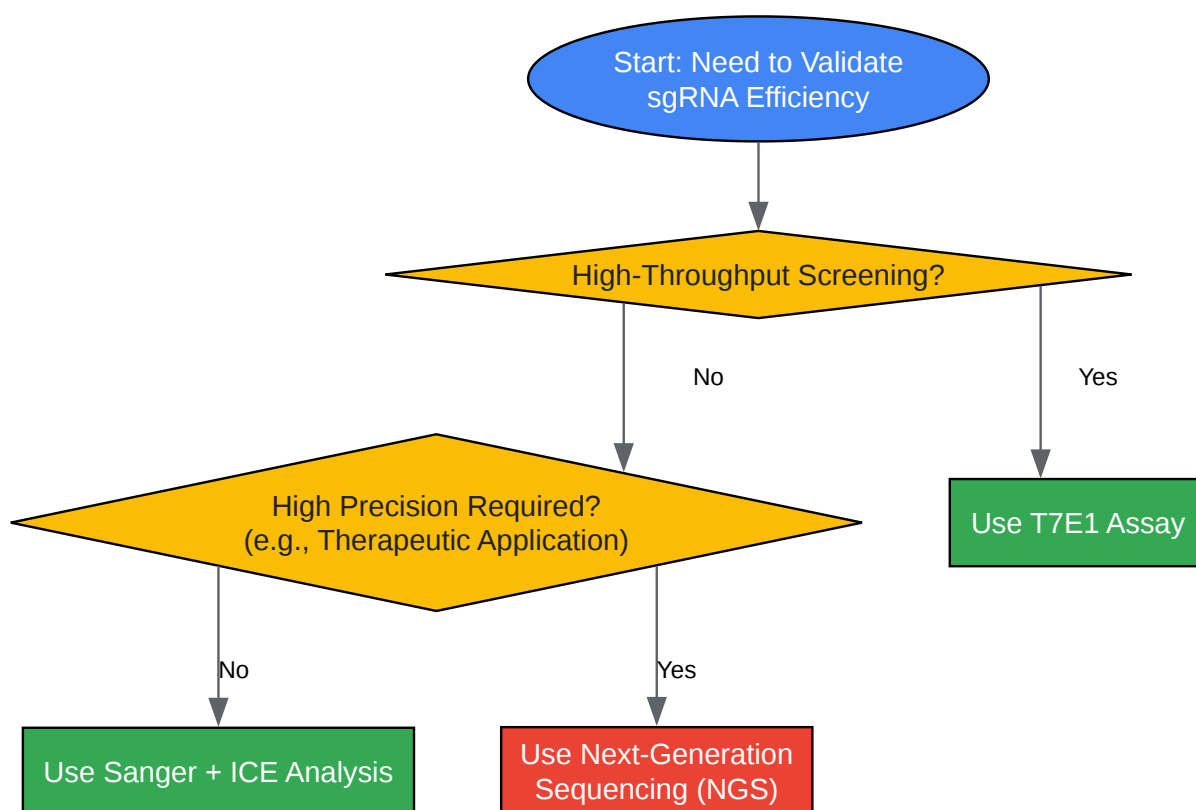 Start: Need to Validate
sgRNA Efficiency
High-Throughput Screening?
No
Yes
High Precision Required?
(e.g., Therapeutic Application)
Use T7E1 Assay
No
Yes
Use Sanger + ICE Analysis
Use Next-Generation
Sequencing (NGS)